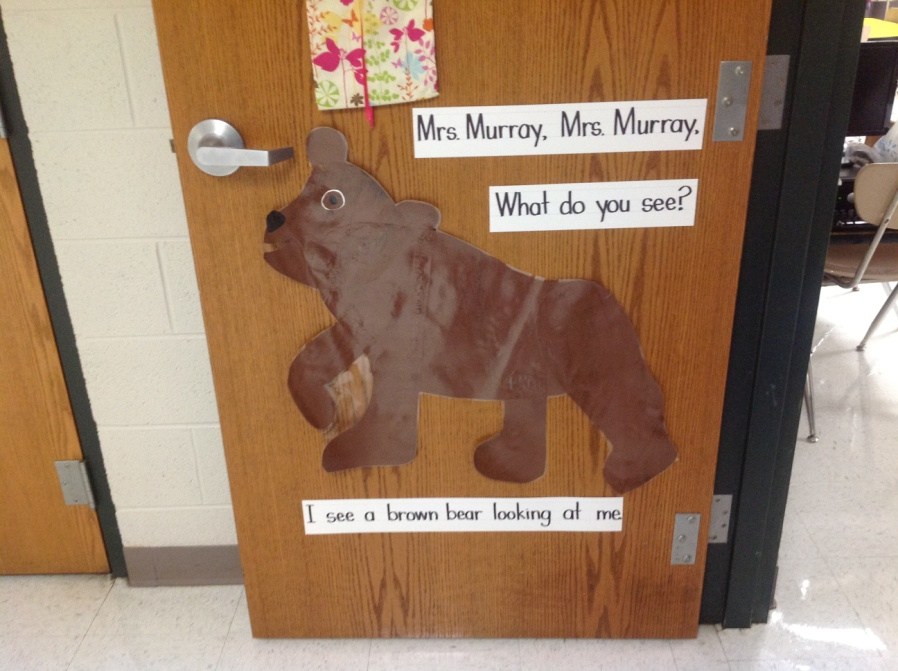 Mrs. Murray, Mrs. Murray,
What do you see?
I see a brown bear looking at me.